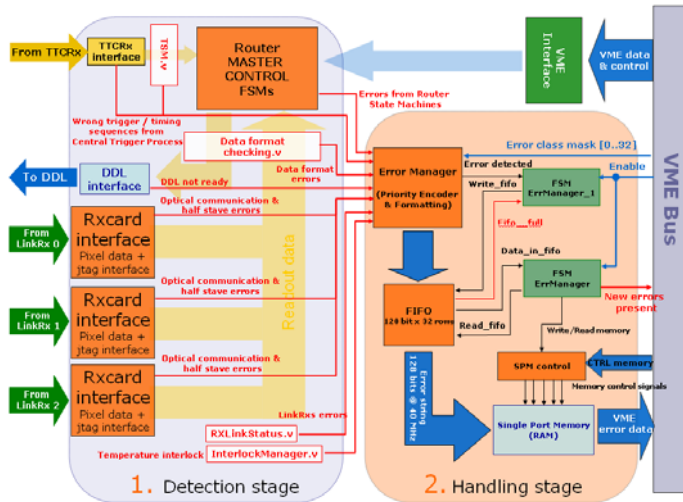 From TTCRx
TTCRx
interface
TSM.v
Router
MASTER
CONTROL
FSMs
VME
Interface
VME data
& control
VME Bus
Errors from Router
State Machines
Wrong trigger / timing
sequences from
Central Trigger Process
Data format
checking.v
Data format
errors
To DDL
DDL
interface
DDL not ready
Error Manager
(Priority Encoder
& Formatting)
Error class mask [0..32]
Error detected
Enable
Write_fifo
FSM
ErrManager_1
Fifo_full
Data_in_fifo
FSM
ErrManager
New errors
present
From
LinkRx 0
Rxcard
interface
Pixel data +
jtag interface
Optical communication &
half stave errors
From
LinkRx 1
Rxcard
interface
Pixel data +
jtag interface
Optical communication &
half stave errors
From
LinkRx 2
Rxcard
interface
Pixel data +
jtag interface
Optical communication &
half stave errors
Readout data
FIFO
128 bit x 32 rows
Read_fifo
Write/Read memory
SPM control
CTRL memory
Memory control signals
Error string
128 bits @ 40 MHz
Single Port Memory
(RAM)
VME
error data
LinkRxs errors
RXLinkStatus.v
Temperature interlock
InterlockManager.v
1. Detection stage
2. Handling stage